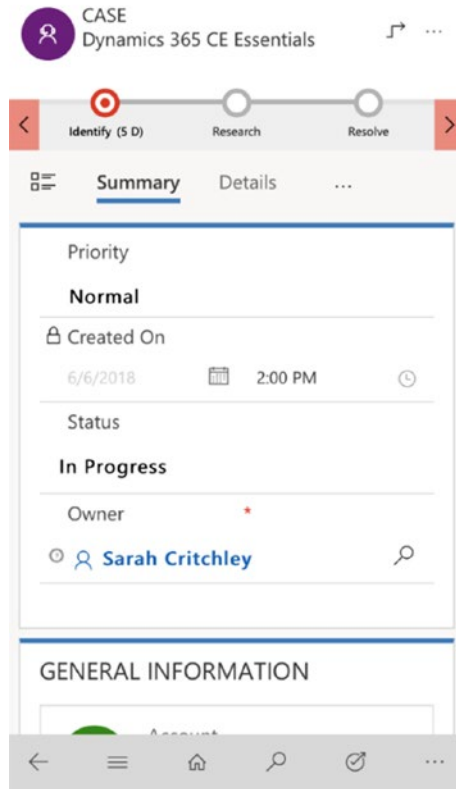 CASE
Dynamics 365 CE Essentials
Identify (5 D) Research Resolve
Summary Details ...
Priority
Normal
Created On
6/6/2018 2:00 PM
Status
In Progress
Owner *
Sarah Critchley
GENERAL INFORMATION
Account